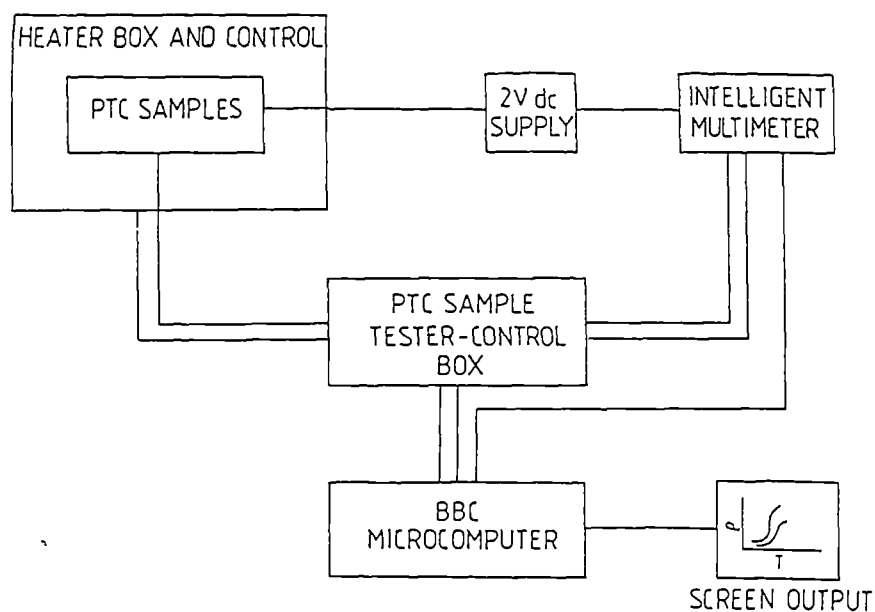 HEATER BOX AND CONTROL
PTC SAMPLES
2V dc
SUPPLY
INTELLIGENT
MULTIMETER
PTC SAMPLE
TESTER-CONTROL
BOX
BBC
MICROCOMPUTER
ρ
T
SCREEN OUTPUT